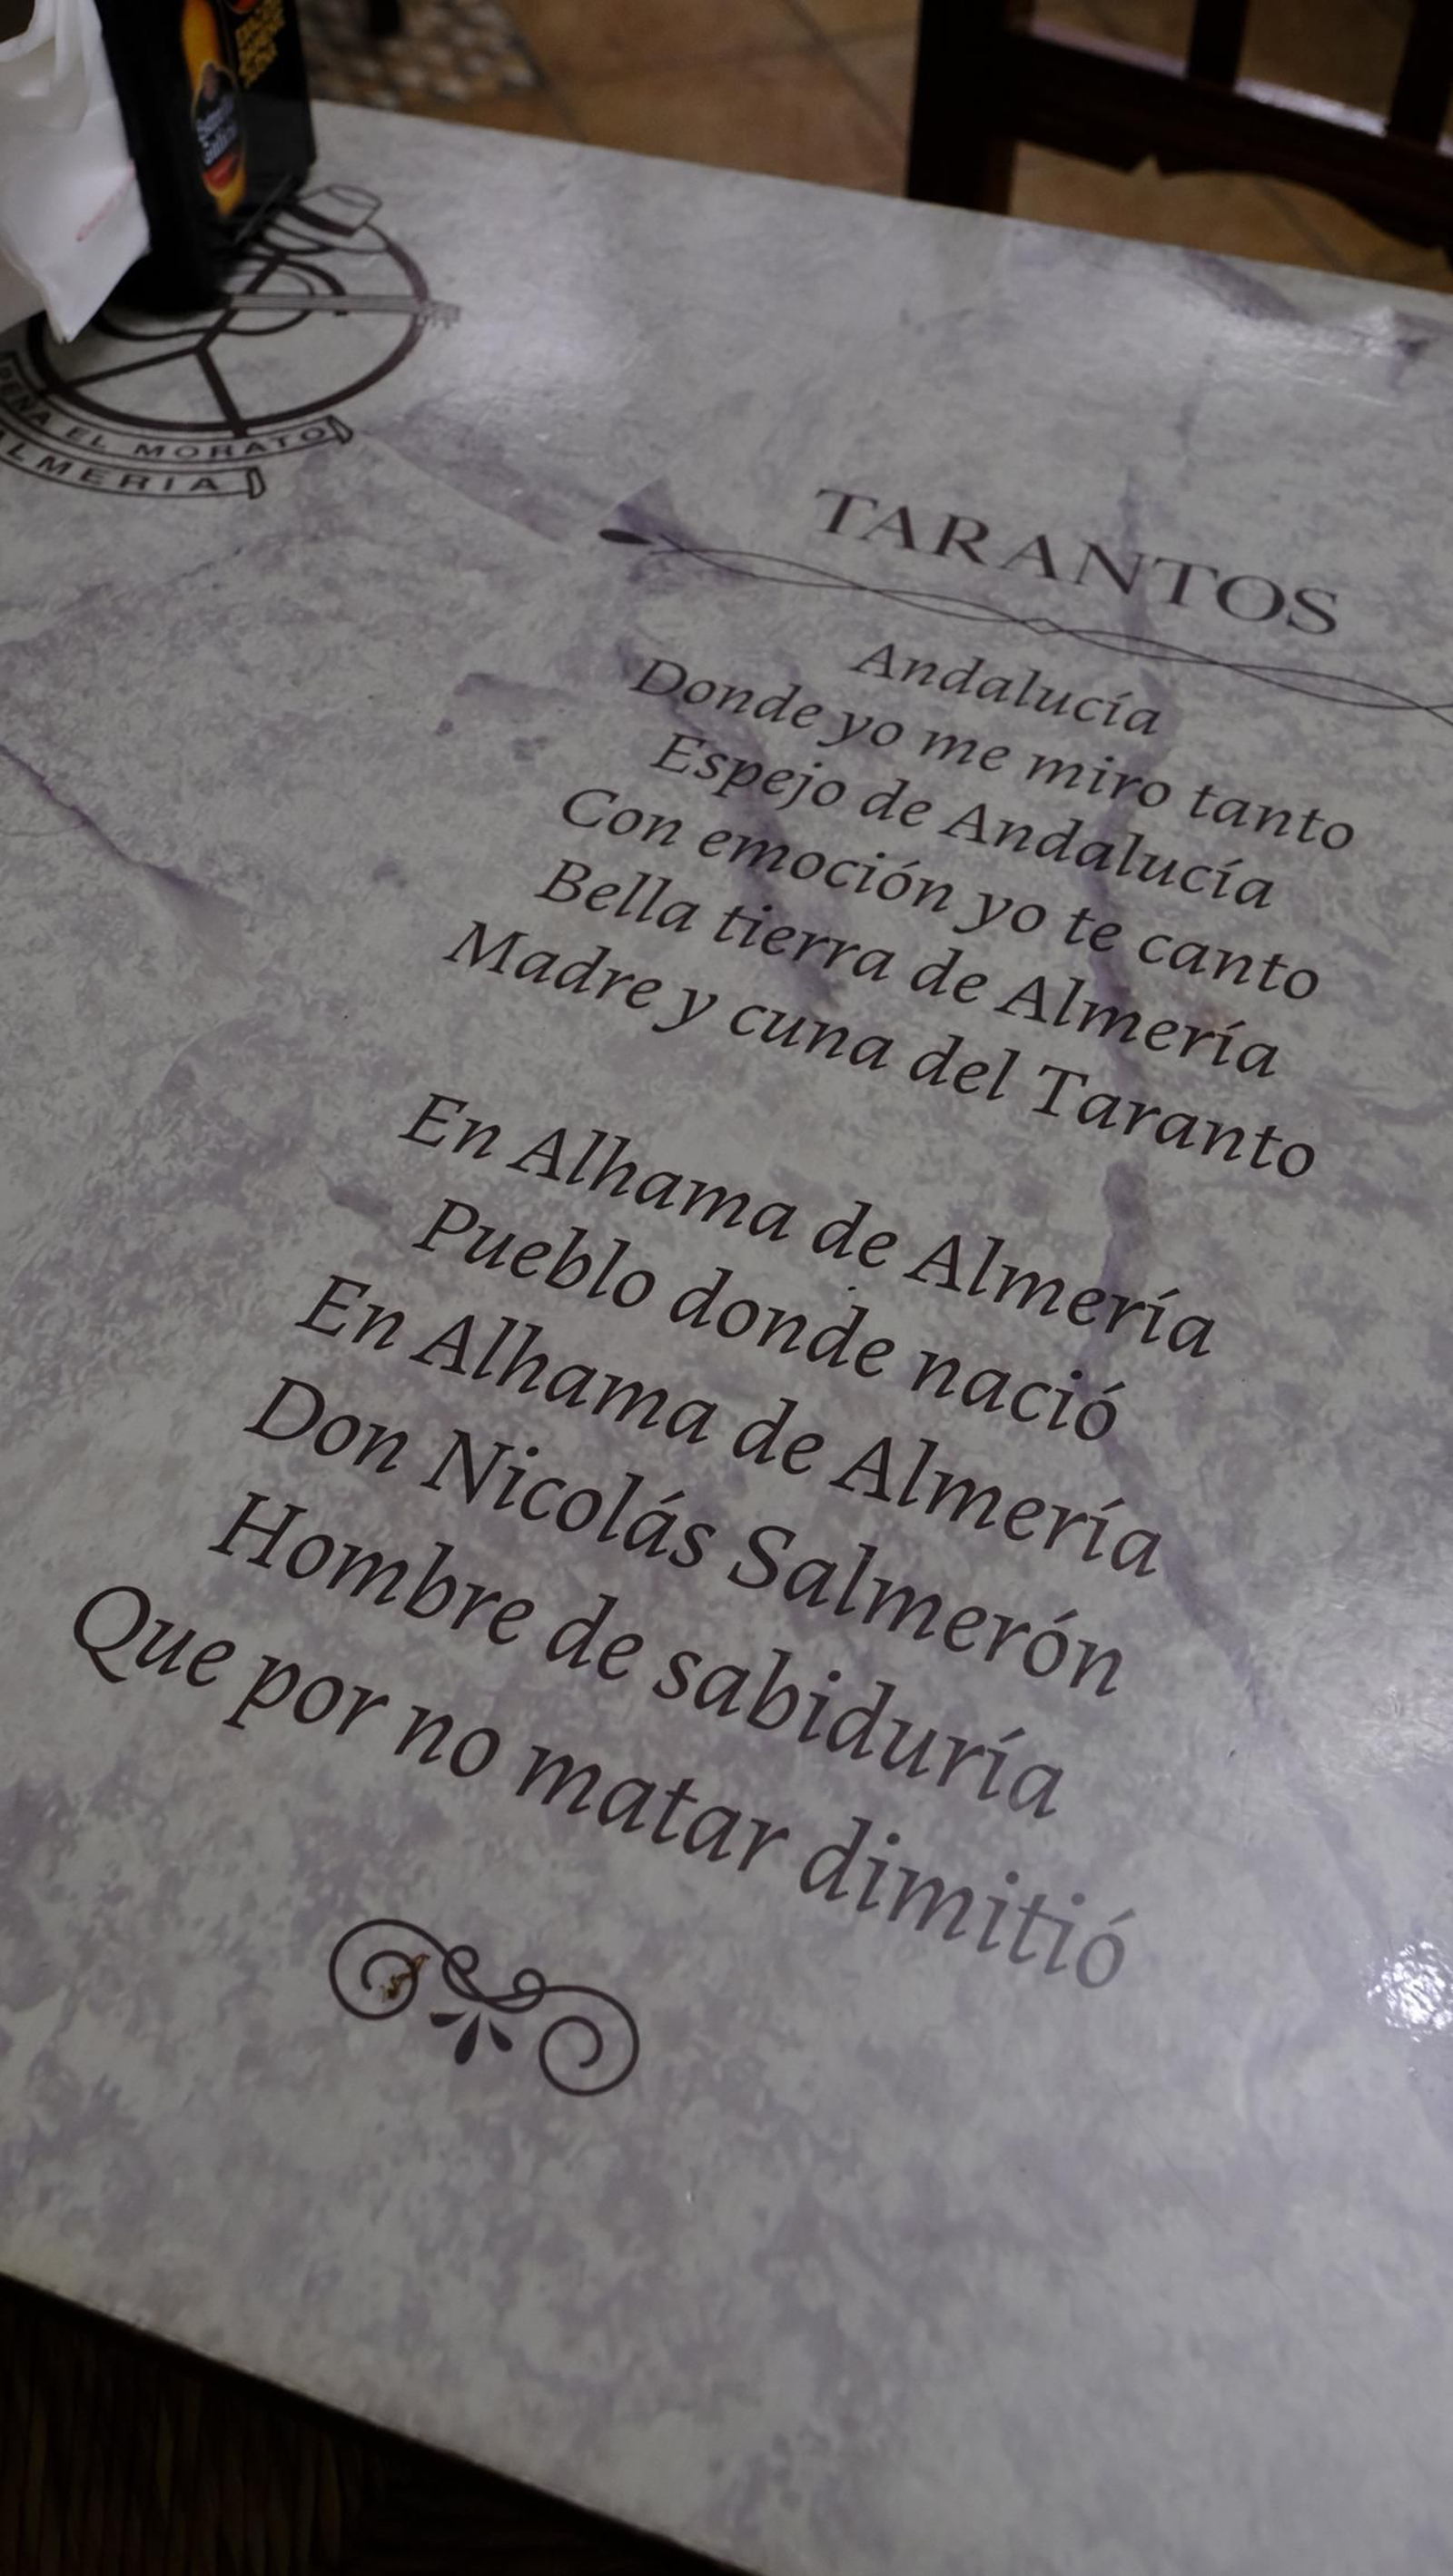 PEÑA EL MORATO
ALMERIA
TARANTOS
Andalucía
Donde yo me miro tanto
Espejo de Andalucía
Con emoción yo te canto
Bella tierra de Almería
Madre y cuna del Taranto
En Alhama de Almería
Pueblo donde nació
En Alhama de Almería
Don Nicolás Salmerón
Hombre de sabiduría
Que por no matar dimitió